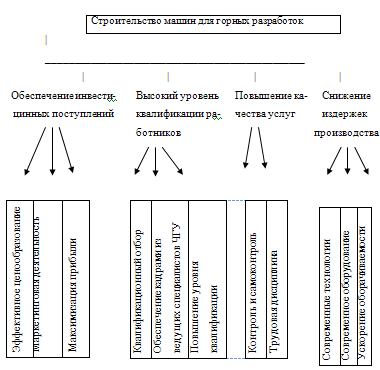 Строительство машин для горных разработок
Обеспечение инвести-
ционных поступлений
Высокий уровень
квалификации ра-
ботников
Повышение ка-
чества услуг
Снижение
издержек
производства
Эффективное ценообразование
Маркетинговая деятельность
Максимизация прибыли
Квалификационный отбор
Обеспечение кадрами из
ведущих специалистов ЧГУ
Повышение уровня
квалификации
Контроль и самоконтроль
Трудовая дисциплина
Современные технологии
Современное оборудование
Ускорение оборачиваемости